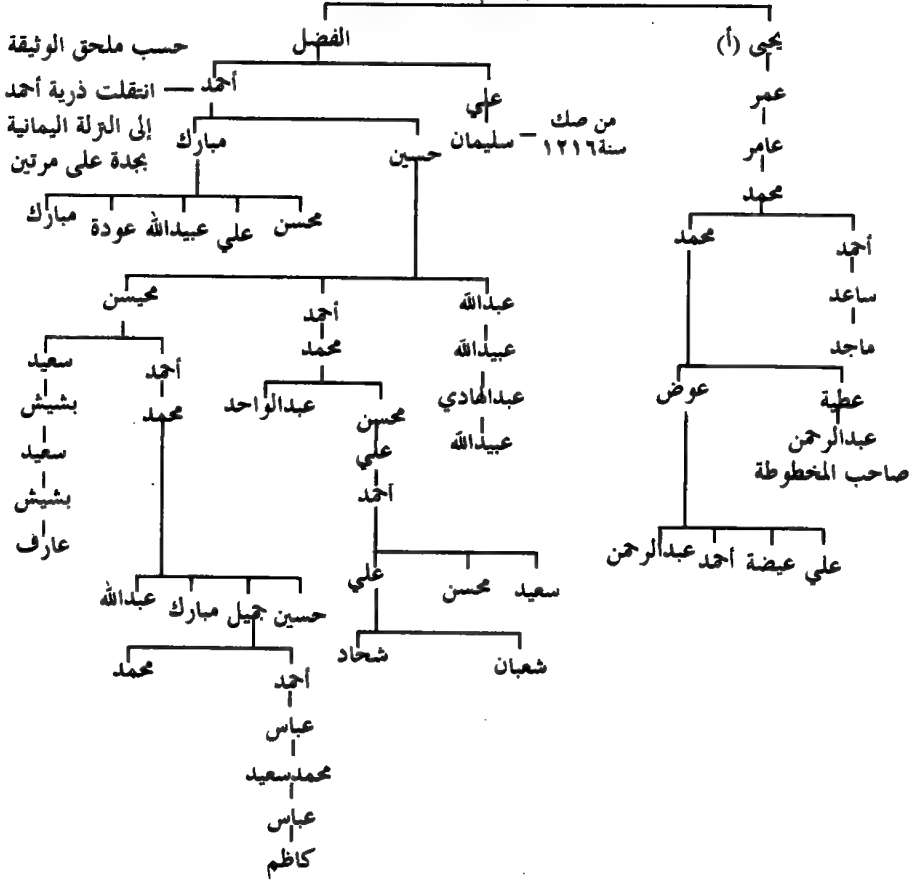 الفضل
يحيى (أ)
حسب ملحق الوثيقة
انتقلت ذرية أحمد — أحمد
إلى النزلة اليمانية
بجدة على مرتين
علي
سليمان — من صك
سنة ١٢١٦
عمر
عامر
محمد
مبارك
حسين
محسن
علي
عبيدالله
عودة
مبارك
محمد
أحمد
ساعد
ماجد
عبدالله
عبيدالله
عبدالهادي
عبيدالله
أحمد
محمد
محيسن
أحمد
سعيد
محمد
بشيش
سعيد
بشيش
عارف
محسن
عبدالواحد
علي
أحمد
عطية
عبدالرحمن
صاحب المخطوطة
عوض
علي
عيضة
أحمد
عبدالرحمن
سعيد
محسن
علي
حسين
جميل
مبارك
عبدالله
شعبان
شحاد
أحمد
محمد
عباس
محمدسعيد
عباس
كاظم